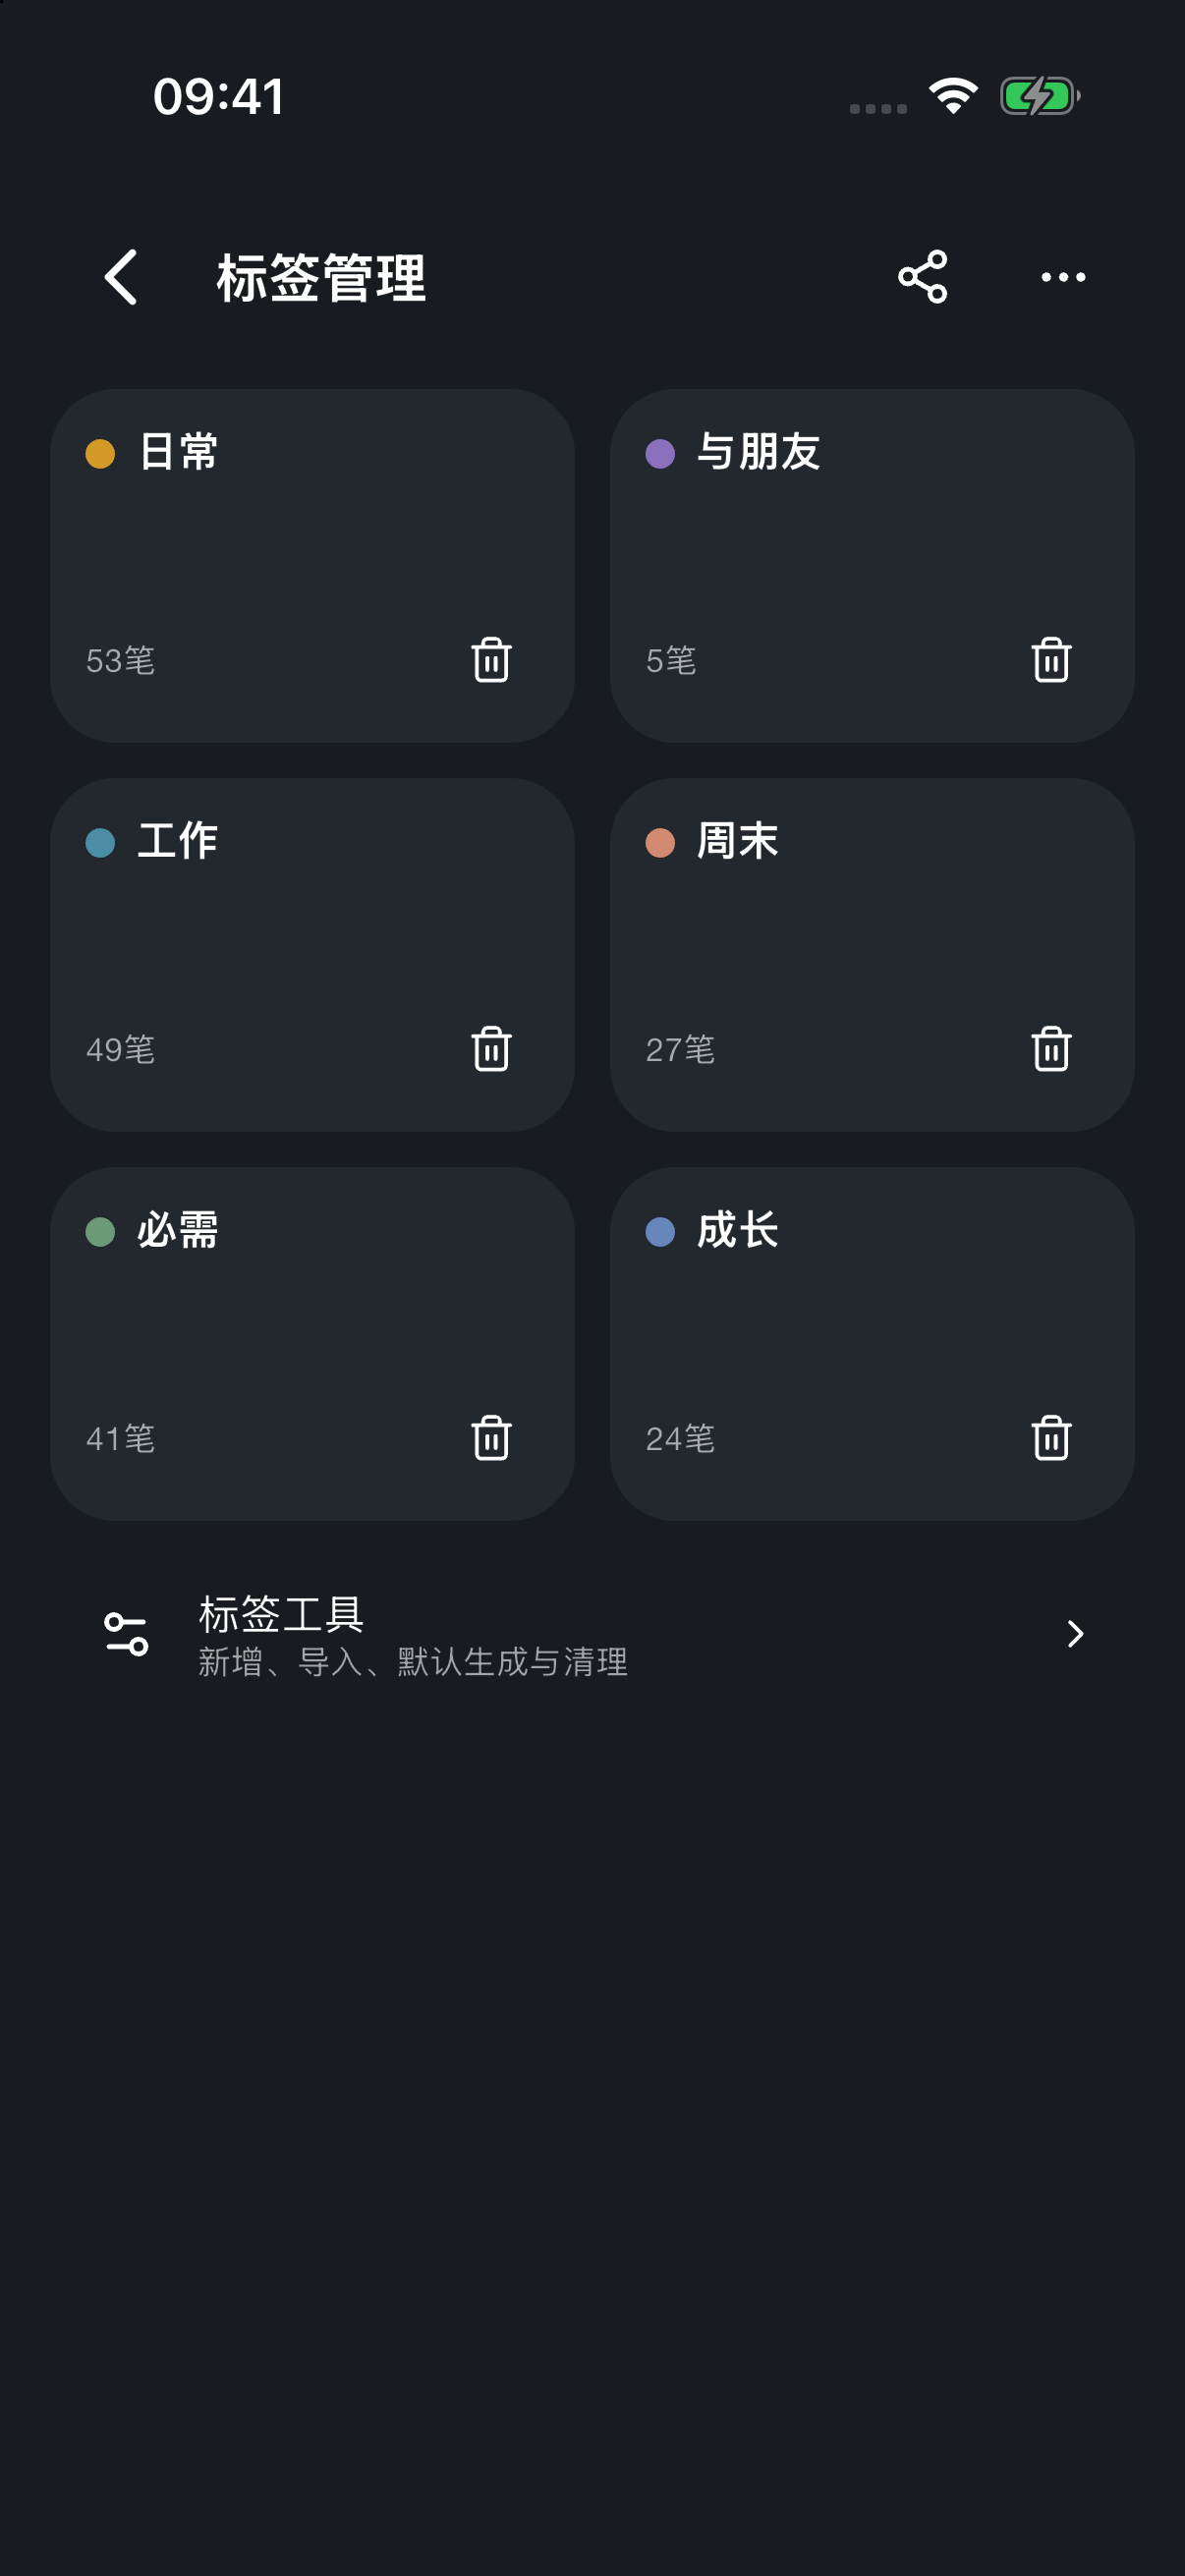 09:41
标签管理
日常
与朋友
53笔
5笔
工作
周末
49笔
27笔
必需
成长
41笔
24笔
标签工具
新增、导入、默认生成与清理